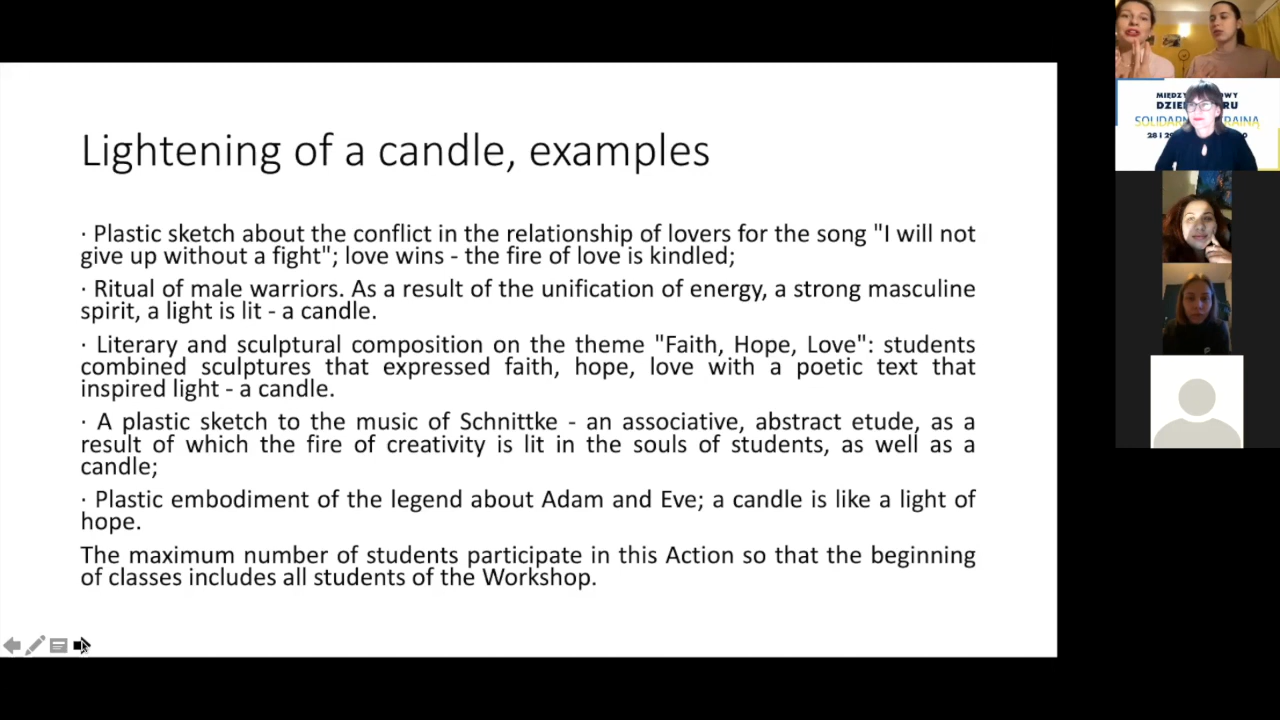 Lightening of a candle, examples
· Plastic sketch about the conflict in the relationship of lovers for the song "I will not
give up without a fight"; love wins - the fire of love is kindled;
· Ritual of male warriors. As a result of the unification of energy, a strong masculine
spirit, a light is lit - a candle.
· Literary and sculptural composition on the theme "Faith, Hope, Love": students
combined sculptures that expressed faith, hope, love with a poetic text that
inspired light - a candle.
· A plastic sketch to the music of Schnittke - an associative, abstract etude, as a
result of which the fire of creativity is lit in the souls of students, as well as a
candle;
· Plastic embodiment of the legend about Adam and Eve; a candle is like a light of
hope.
The maximum number of students participate in this Action so that the beginning
of classes includes all students of the Workshop.